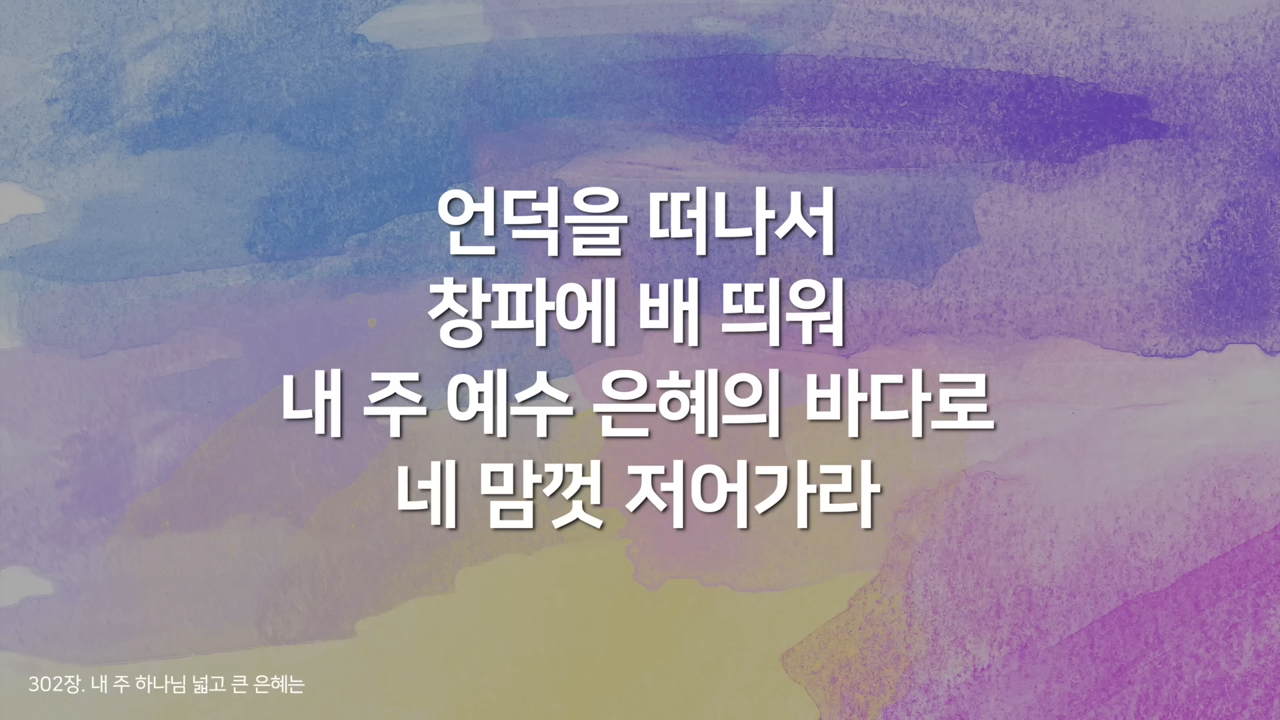 언덕을 떠나서
창파에 배 띄워
내 주 예수 은혜의 바다로
네 맘껏 저어가라
302장. 내 주 하나님 넓고 큰 은혜는